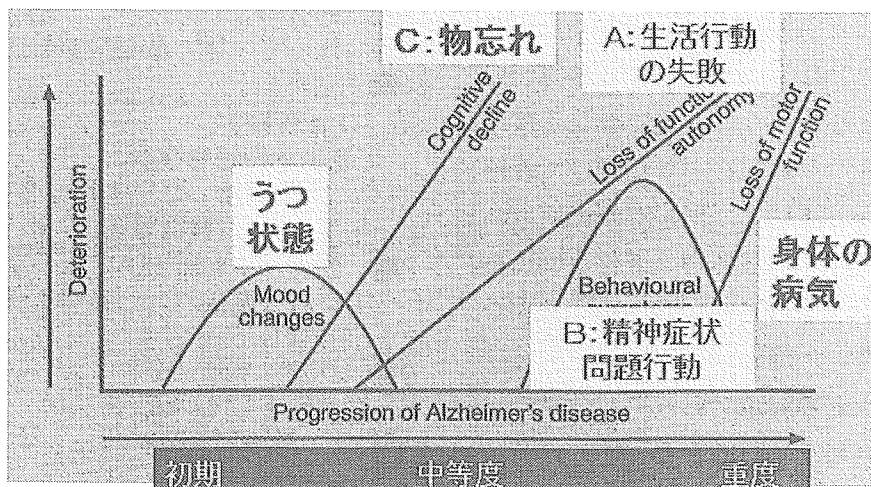 C:物忘れ
A:生活行動
の失敗
Cognitive
decline
Loss of function
autonomy
Loss of motor
function
Deterioration
うつ
状態
Mood
changes
身体の
病気
Behavioural
B:精神症状
問題行動
Progression of Alzheimer's disease
初期 中等度 重度